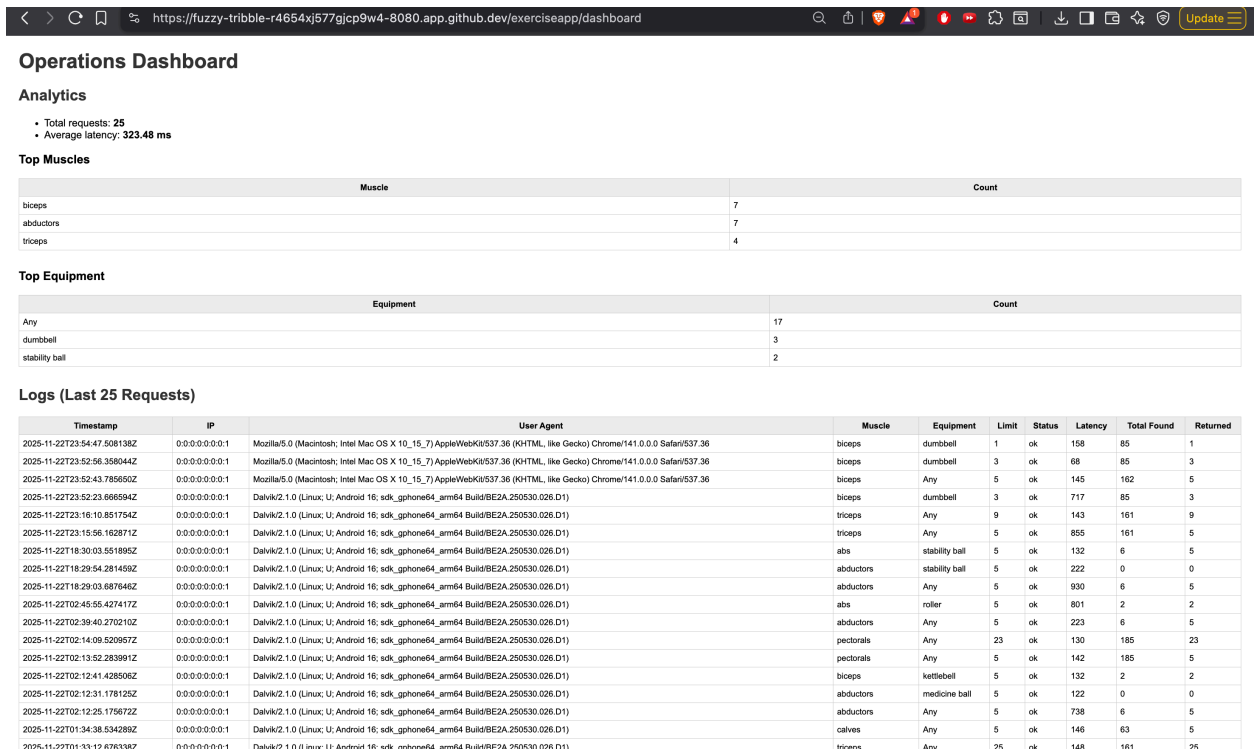 https://fuzzy-tribble-r4654xj577gjcp9w4-8080.app.github.dev/exerciseapp/dashboard
1
Update
Operations Dashboard
Analytics
• Total requests: 25
• Average latency: 323.48 ms
Top Muscles
Muscle Count
biceps 7
abductors 7
triceps 4
Top Equipment
Equipment Count
Any 17
dumbbell 3
stability ball 2
Logs (Last 25 Requests)
Timestamp IP User Agent Muscle Equipment Limit Status Latency Total Found Returned
2025-11-22T23:54:47.508138Z 0:0:0:0:0:0:0:1 Mozilla/5.0 (Macintosh; Intel Mac OS X 10_15_7) AppleWebKit/537.36 (KHTML, like Gecko) Chrome/141.0.0.0 Safari/537.36 biceps dumbbell 1 ok 158 85 1
2025-11-22T23:52:56.358044Z 0:0:0:0:0:0:0:1 Mozilla/5.0 (Macintosh; Intel Mac OS X 10_15_7) AppleWebKit/537.36 (KHTML, like Gecko) Chrome/141.0.0.0 Safari/537.36 biceps dumbbell 3 ok 68 85 3
2025-11-22T23:52:43.785650Z 0:0:0:0:0:0:0:1 Mozilla/5.0 (Macintosh; Intel Mac OS X 10_15_7) AppleWebKit/537.36 (KHTML, like Gecko) Chrome/141.0.0.0 Safari/537.36 biceps Any 5 ok 145 162 5
2025-11-22T23:52:23.666594Z 0:0:0:0:0:0:0:1 Dalvik/2.1.0 (Linux; U; Android 16; sdk_gphone64_arm64 Build/BE2A.250530.026.D1) biceps dumbbell 3 ok 717 85 3
2025-11-22T23:16:10.851754Z 0:0:0:0:0:0:0:1 Dalvik/2.1.0 (Linux; U; Android 16; sdk_gphone64_arm64 Build/BE2A.250530.026.D1) triceps Any 9 ok 143 161 9
2025-11-22T23:15:56.162871Z 0:0:0:0:0:0:0:1 Dalvik/2.1.0 (Linux; U; Android 16; sdk_gphone64_arm64 Build/BE2A.250530.026.D1) triceps Any 5 ok 855 161 5
2025-11-22T18:30:03.551895Z 0:0:0:0:0:0:0:1 Dalvik/2.1.0 (Linux; U; Android 16; sdk_gphone64_arm64 Build/BE2A.250530.026.D1) abs stability ball 5 ok 132 6 5
2025-11-22T18:29:54.281459Z 0:0:0:0:0:0:0:1 Dalvik/2.1.0 (Linux; U; Android 16; sdk_gphone64_arm64 Build/BE2A.250530.026.D1) abductors stability ball 5 ok 222 0 0
2025-11-22T18:29:03.687646Z 0:0:0:0:0:0:0:1 Dalvik/2.1.0 (Linux; U; Android 16; sdk_gphone64_arm64 Build/BE2A.250530.026.D1) abductors Any 5 ok 930 6 5
2025-11-22T02:45:55.427417Z 0:0:0:0:0:0:0:1 Dalvik/2.1.0 (Linux; U; Android 16; sdk_gphone64_arm64 Build/BE2A.250530.026.D1) abs roller 5 ok 801 2 2
2025-11-22T02:39:40.270210Z 0:0:0:0:0:0:0:1 Dalvik/2.1.0 (Linux; U; Android 16; sdk_gphone64_arm64 Build/BE2A.250530.026.D1) abductors Any 5 ok 223 6 5
2025-11-22T02:14:09.520957Z 0:0:0:0:0:0:0:1 Dalvik/2.1.0 (Linux; U; Android 16; sdk_gphone64_arm64 Build/BE2A.250530.026.D1) pectorals Any 23 ok 130 185 23
2025-11-22T02:13:52.283991Z 0:0:0:0:0:0:0:1 Dalvik/2.1.0 (Linux; U; Android 16; sdk_gphone64_arm64 Build/BE2A.250530.026.D1) pectorals Any 5 ok 142 185 5
2025-11-22T02:12:41.428506Z 0:0:0:0:0:0:0:1 Dalvik/2.1.0 (Linux; U; Android 16; sdk_gphone64_arm64 Build/BE2A.250530.026.D1) biceps kettlebell 5 ok 132 2 2
2025-11-22T02:12:31.178125Z 0:0:0:0:0:0:0:1 Dalvik/2.1.0 (Linux; U; Android 16; sdk_gphone64_arm64 Build/BE2A.250530.026.D1) abductors medicine ball 5 ok 122 0 0
2025-11-22T02:12:25.175672Z 0:0:0:0:0:0:0:1 Dalvik/2.1.0 (Linux; U; Android 16; sdk_gphone64_arm64 Build/BE2A.250530.026.D1) abductors Any 5 ok 738 6 5
2025-11-22T01:34:38.534289Z 0:0:0:0:0:0:0:1 Dalvik/2.1.0 (Linux; U; Android 16; sdk_gphone64_arm64 Build/BE2A.250530.026.D1) calves Any 5 ok 146 63 5
2025-11-22T01:33:12.676338Z 0:0:0:0:0:0:0:1 Dalvik/2.1.0 (Linux; U; Android 16; sdk_gphone64_arm64 Build/BE2A.250530.026.D1) triceps Any 25 ok 148 161 25